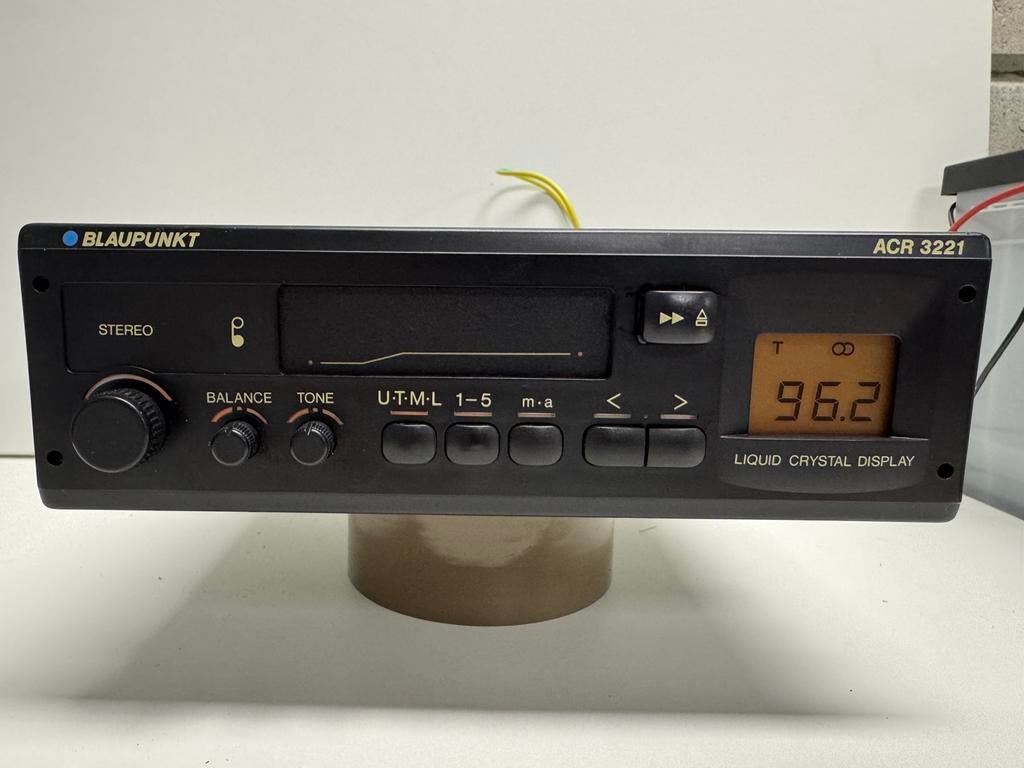 BLAUPUNKT
ACR 3221
STEREO
BALANCE
TONE
U·T·M·L
1–5
m·a
<
>
T
96.2
LIQUID CRYSTAL DISPLAY